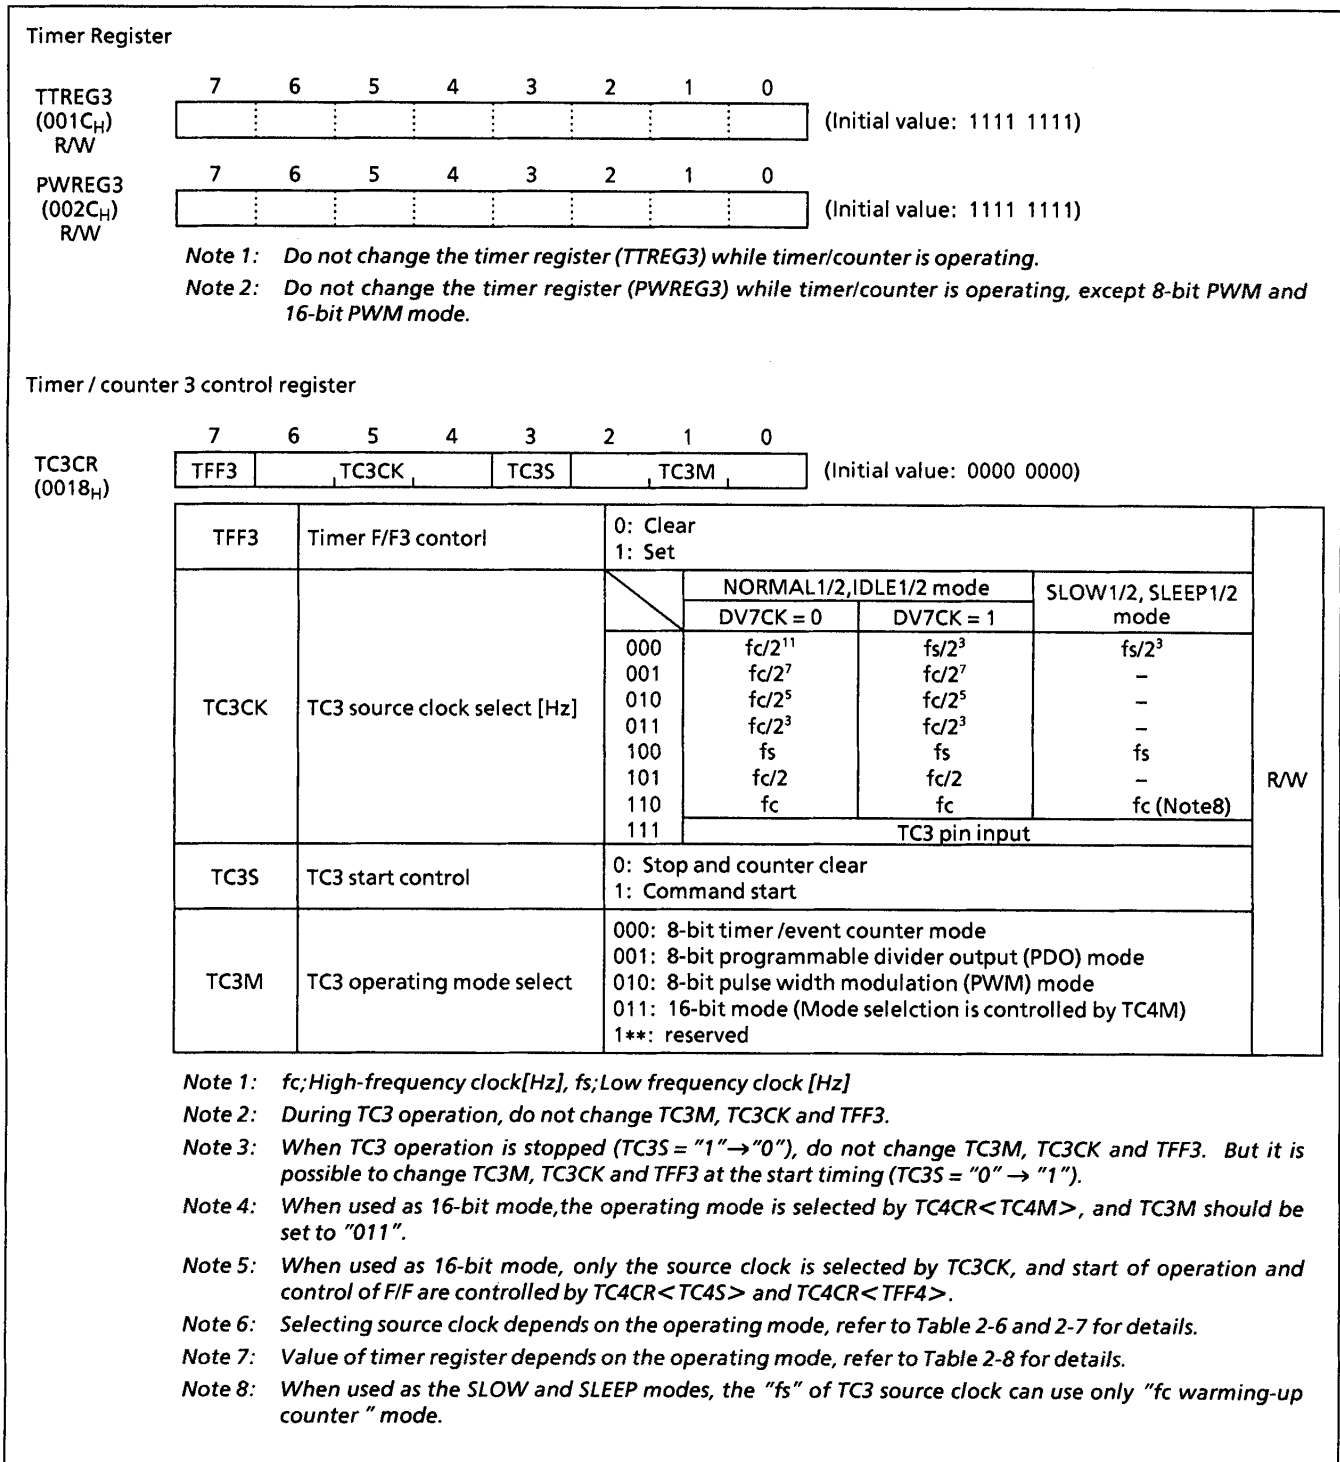 Timer Register
7 6 5 4 3 2 1 0
TTREG3
(001CH)
R/W
(Initial value: 1111 1111)
7 6 5 4 3 2 1 0
PWREG3
(002CH)
R/W
(Initial value: 1111 1111)
Note 1: Do not change the timer register (TTREG3) while timer/counter is operating.
Note 2: Do not change the timer register (PWREG3) while timer/counter is operating, except 8-bit PWM and
16-bit PWM mode.
Timer / counter 3 control register
7 6 5 4 3 2 1 0
TC3CR
(0018H)
TFF3 TC3CK TC3S TC3M (Initial value: 0000 0000)
TFF3 Timer F/F3 contorl
0: Clear
1: Set
R/W
TC3CK TC3 source clock select [Hz]
NORMAL1/2,IDLE1/2 mode SLOW1/2, SLEEP1/2
mode
DV7CK = 0 DV7CK = 1
000 fc/2¹¹ fs/2³ fs/2³
001 fc/2⁷ fc/2⁷ –
010 fc/2⁵ fc/2⁵ –
011 fc/2³ fc/2³ –
100 fs fs fs
101 fc/2 fc/2 –
110 fc fc fc (Note8)
111 TC3 pin input
TC3S TC3 start control
0: Stop and counter clear
1: Command start
TC3M TC3 operating mode select
000: 8-bit timer /event counter mode
001: 8-bit programmable divider output (PDO) mode
010: 8-bit pulse width modulation (PWM) mode
011: 16-bit mode (Mode selelction is controlled by TC4M)
1**: reserved
Note 1: fc;High-frequency clock[Hz], fs;Low frequency clock [Hz]
Note 2: During TC3 operation, do not change TC3M, TC3CK and TFF3.
Note 3: When TC3 operation is stopped (TC3S = "1"→"0"), do not change TC3M, TC3CK and TFF3. But it is
possible to change TC3M, TC3CK and TFF3 at the start timing (TC3S = "0" → "1").
Note 4: When used as 16-bit mode,the operating mode is selected by TC4CR<TC4M>, and TC3M should be
set to "011".
Note 5: When used as 16-bit mode, only the source clock is selected by TC3CK, and start of operation and
control of F/F are controlled by TC4CR<TC4S> and TC4CR<TFF4>.
Note 6: Selecting source clock depends on the operating mode, refer to Table 2-6 and 2-7 for details.
Note 7: Value of timer register depends on the operating mode, refer to Table 2-8 for details.
Note 8: When used as the SLOW and SLEEP modes, the "fs" of TC3 source clock can use only "fc warming-up
counter " mode.